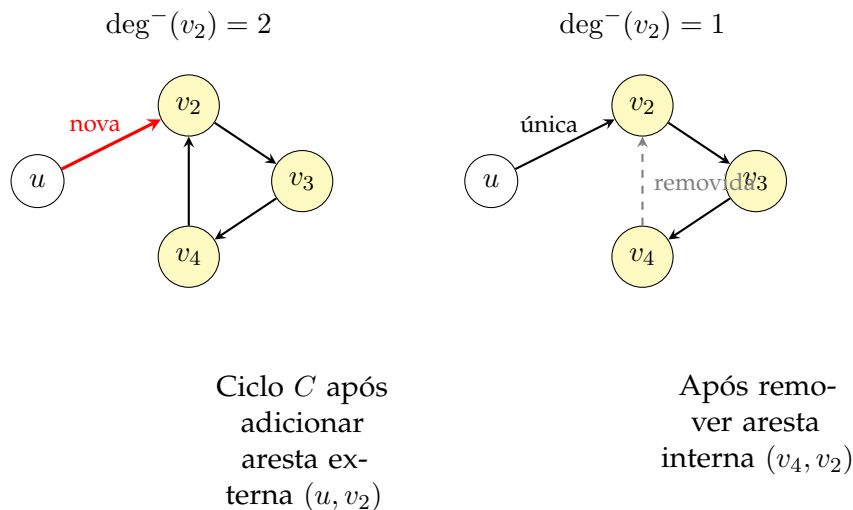 deg⁻(v₂) = 2
nova
u
v₂
v₃
v₄
Ciclo C após
adicionar
aresta ex-
terna (u, v₂)
deg⁻(v₂) = 1
única
u
v₂
removida
v₃
v₄
Após remo-
ver aresta
interna (v₄, v₂)